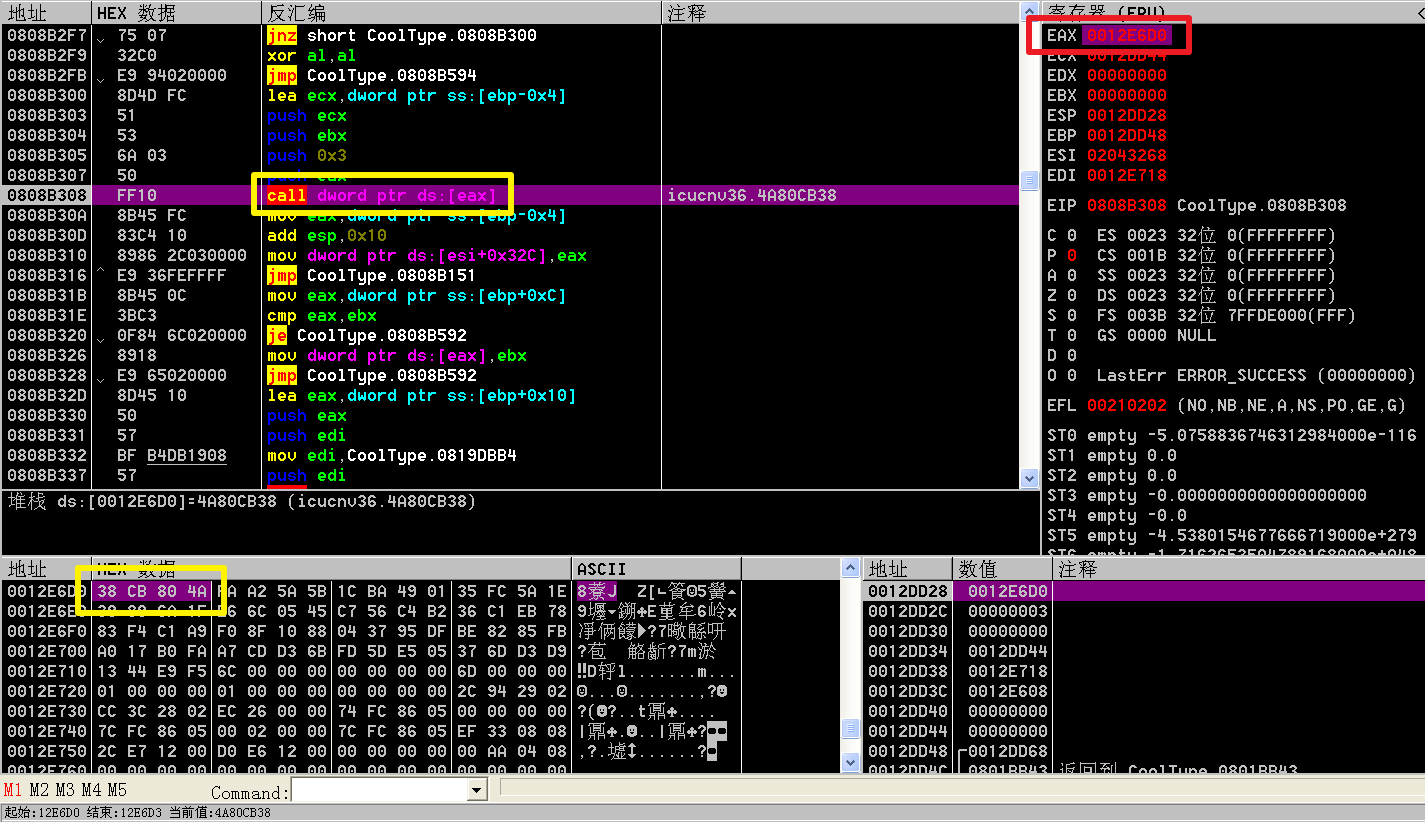 地址 HEX 数据 反汇编 注释
0808B2F7 75 07 jnz short CoolType.0808B300
0808B2F9 32C0 xor al,al
0808B2FB E9 94020000 jmp CoolType.0808B594
0808B300 8D4D FC lea ecx,dword ptr ss:[ebp-0x4]
0808B303 51 push ecx
0808B304 53 push ebx
0808B305 6A 03 push 0x3
0808B307 50 push eax
0808B308 FF10 call dword ptr ds:[eax] icucnv36.4A80CB38
0808B30A 8B45 FC mov eax,dword ptr ss:[ebp-0x4]
0808B30D 83C4 10 add esp,0x10
0808B310 8986 2C030000 mov dword ptr ds:[esi+0x32C],eax
0808B316 E9 36FEFFFF jmp CoolType.0808B151
0808B31B 8B45 0C mov eax,dword ptr ss:[ebp+0xC]
0808B31E 3BC3 cmp eax,ebx
0808B320 0F84 6C020000 je CoolType.0808B592
0808B326 8918 mov dword ptr ds:[eax],ebx
0808B328 E9 65020000 jmp CoolType.0808B592
0808B32D 8D45 10 lea eax,dword ptr ss:[ebp+0x10]
0808B330 50 push eax
0808B331 57 push edi
0808B332 BF B4DB1908 mov edi,CoolType.0819DBB4
0808B337 57 push edi
堆栈 ds:[0012E6D0]=4A80CB38 (icucnv36.4A80CB38)
寄存器 (FPU)
EAX 0012E6D0
ECX 0012DD44
EDX 00000000
EBX 00000000
ESP 0012DD28
EBP 0012DD48
ESI 02043268
EDI 0012E718
EIP 0808B308 CoolType.0808B308
C 0 ES 0023 32位 0(FFFFFFFF)
P 0 CS 001B 32位 0(FFFFFFFF)
A 0 SS 0023 32位 0(FFFFFFFF)
Z 0 DS 0023 32位 0(FFFFFFFF)
S 0 FS 003B 32位 7FFDE000(FFF)
T 0 GS 0000 NULL
D 0
O 0 LastErr ERROR_SUCCESS (00000000)
EFL 00210202 (NO,NB,NE,A,NS,PO,GE,G)
ST0 empty -5.0758836746312984000e-116
ST1 empty 0.0
ST2 empty 0.0
ST3 empty -0.0000000000000000000
ST4 empty -0.0
ST5 empty -4.5380154677666719000e+279
地址 HEX 数据 ASCII
0012E6D0 38 CB 80 4A A2 5A 5B 1C BA 49 01 35 FC 5A 1E
6C 05 45 C7 56 C4 B2 36 C1 EB 78
0012E6F0 83 F4 C1 A9 F0 8F 10 88 04 37 95 DF BE 82 85 FB
0012E700 A0 17 B0 FA A7 CD D3 6B FD 5D E5 05 37 6D D3 D9
0012E710 13 44 E9 F5 6C 00 00 00 00 00 00 00 6D 00 00 00
0012E720 01 00 00 00 01 00 00 00 00 00 00 00 2C 94 29 02
0012E730 CC 3C 28 02 EC 26 00 00 74 FC 86 05 00 00 00 00
0012E740 7C FC 86 05 00 02 00 00 7C FC 86 05 EF 33 08 08
0012E750 2C E7 12 00 D0 E6 12 00 00 00 00 00 00 AA 04 08
0012E760 00 00 00 00 00 00 00 00 00 00 00 00 00 00 00 00
地址 数值 注释
0012DD28 0012E6D0
0012DD2C 00000003
0012DD30 00000000
0012DD34 0012DD44
0012DD38 0012E718
0012DD3C 0012E608
0012DD40 00000000
0012DD44 00000000
0012DD48 0012DD68
0012DD4C 0801BB43 返回到 CoolType.0801BB43
M1 M2 M3 M4 M5 Command:
起始:12E6D0 结束:12E6D3 当前值:4A80CB38